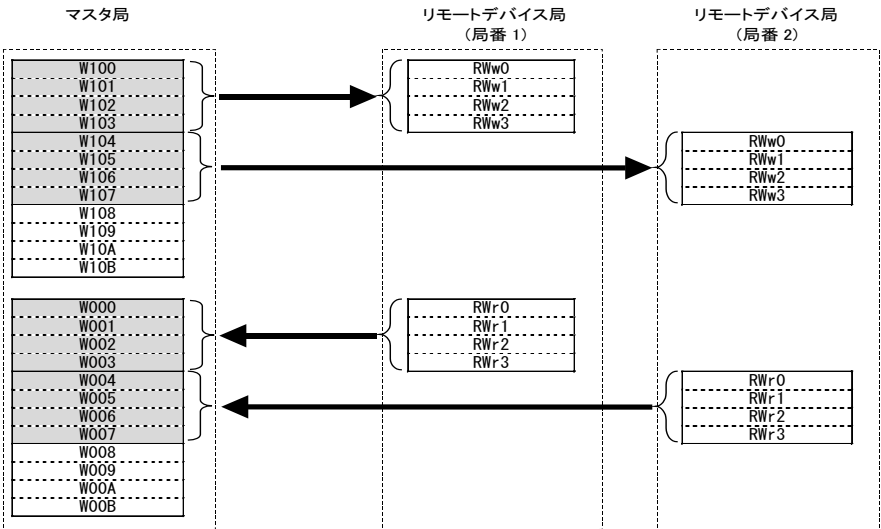 マスタ局
リモートデバイス局
(局番 1)
リモートデバイス局
(局番 2)
W100
W101
W102
W103
W104
W105
W106
W107
W108
W109
W10A
W10B
RWw0
RWw1
RWw2
RWw3
RWw0
RWw1
RWw2
RWw3
W000
W001
W002
W003
W004
W005
W006
W007
W008
W009
W00A
W00B
RWr0
RWr1
RWr2
RWr3
RWr0
RWr1
RWr2
RWr3